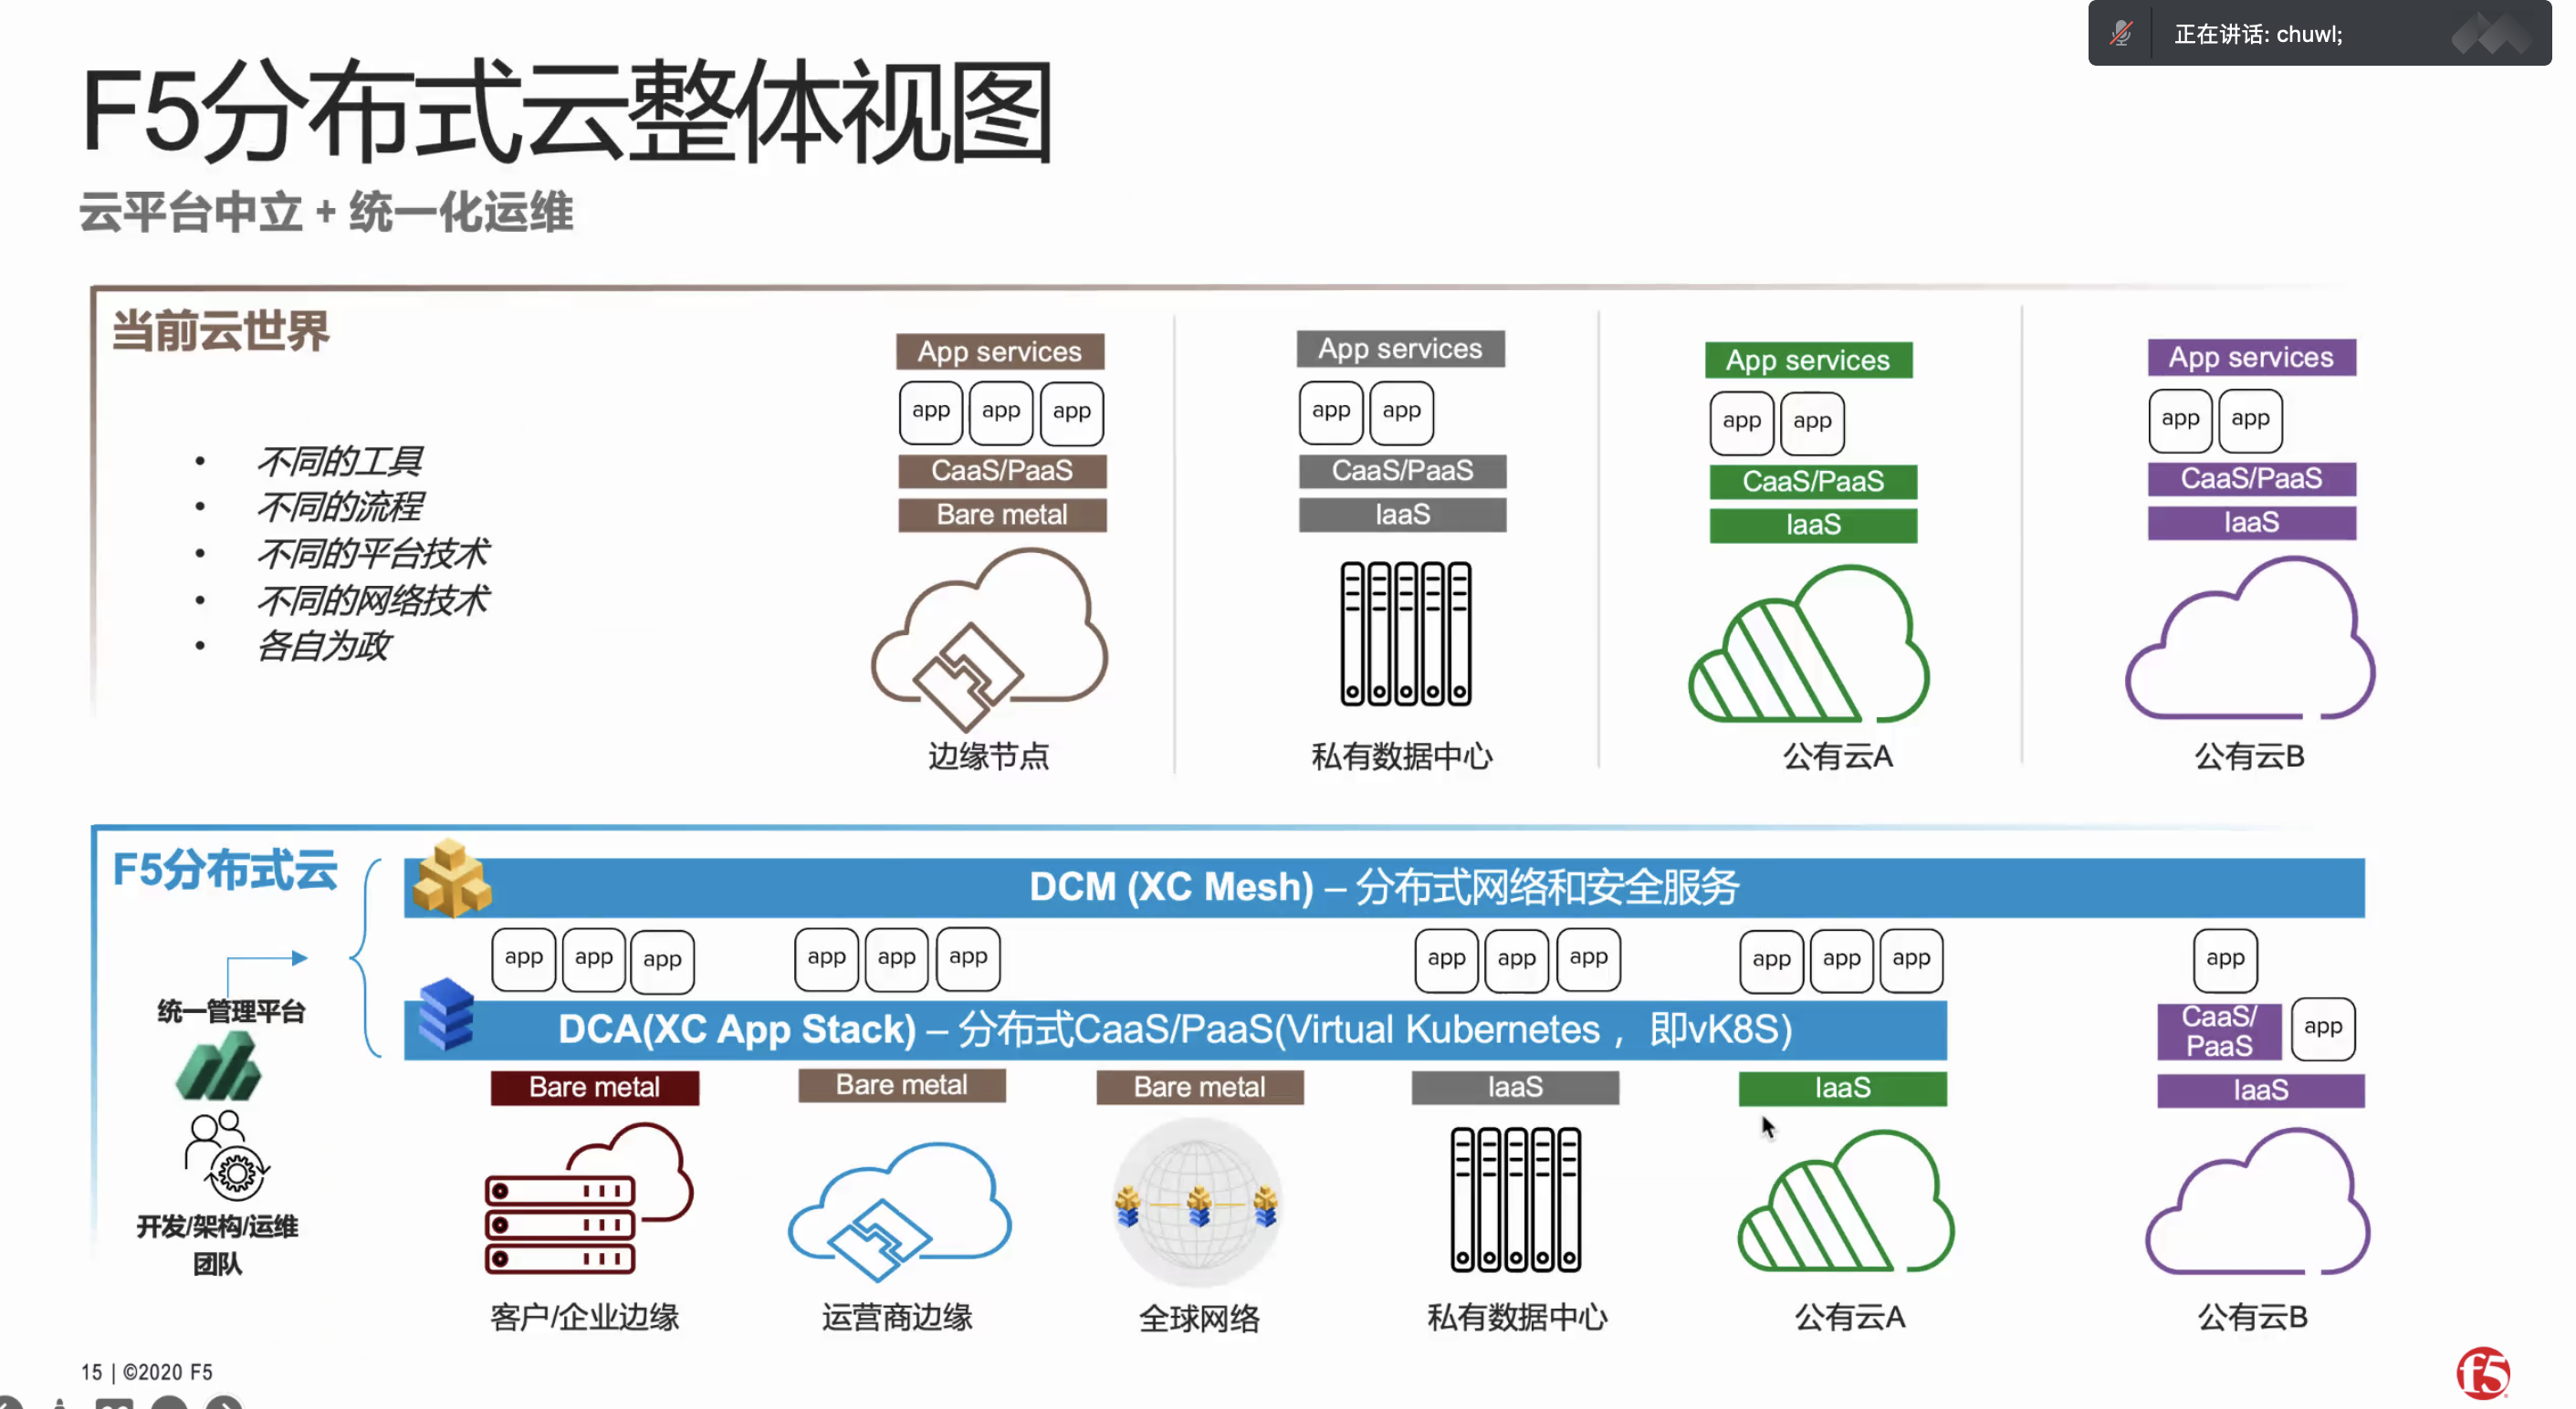 正在讲话: chuwl;
F5分布式云整体视图
云平台中立 + 统一化运维
当前云世界
• 不同的工具
• 不同的流程
• 不同的平台技术
• 不同的网络技术
• 各自为政
App services
app app app
CaaS/PaaS
Bare metal
边缘节点
App services
app app
CaaS/PaaS
IaaS
私有数据中心
App services
app app
CaaS/PaaS
IaaS
公有云A
App services
app app
CaaS/PaaS
IaaS
公有云B
F5分布式云
统一管理平台
开发/架构/运维
团队
DCM (XC Mesh) – 分布式网络和安全服务
app app app app app app app app app app app app app
DCA(XC App Stack) – 分布式CaaS/PaaS(Virtual Kubernetes ， 即vK8S)
CaaS/
PaaS
app
Bare metal
Bare metal
Bare metal
IaaS
IaaS
IaaS
客户/企业边缘
运营商边缘
全球网络
私有数据中心
公有云A
公有云B
15 | ©2020 F5
f5